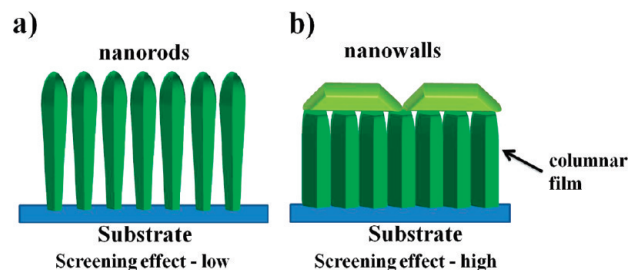 a)
nanorods
Substrate
Screening effect - low
b)
nanowalls
columnar
film
Substrate
Screening effect - high